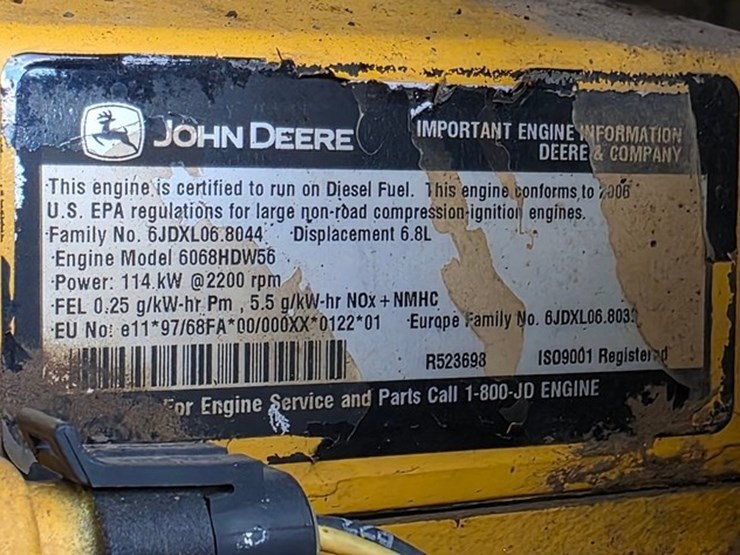 JOHN DEERE
IMPORTANT ENGINE INFORMATION
DEERE & COMPANY
This engine is certified to run on Diesel Fuel. This engine conforms to 2006
U.S. EPA regulations for large non-road compression-ignition engines.
Family No. 6JDXL06.8044 Displacement 6.8L
Engine Model 6068HDW56
Power: 114 kW @2200 rpm
FEL 0.25 g/kW-hr Pm , 5.5 g/kW-hr NOx + NMHC
EU No: e11*97/68FA*00/000XX*0122*01 Europe Family No.
R523698 ISO9001 Registered
For Engine Service and Parts Call 1-800-JD ENGINE